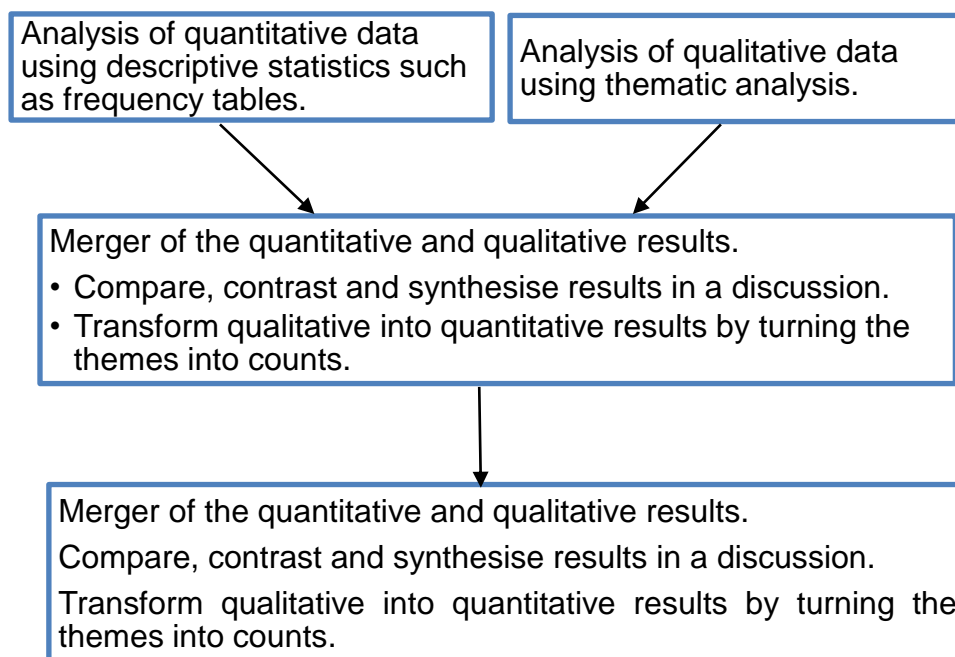 Analysis of quantitative data
using descriptive statistics such
as frequency tables.
Analysis of qualitative data
using thematic analysis.
Merger of the quantitative and qualitative results.
• Compare, contrast and synthesise results in a discussion.
• Transform qualitative into quantitative results by turning the
themes into counts.
Merger of the quantitative and qualitative results.
Compare, contrast and synthesise results in a discussion.
Transform qualitative into quantitative results by turning the
themes into counts.